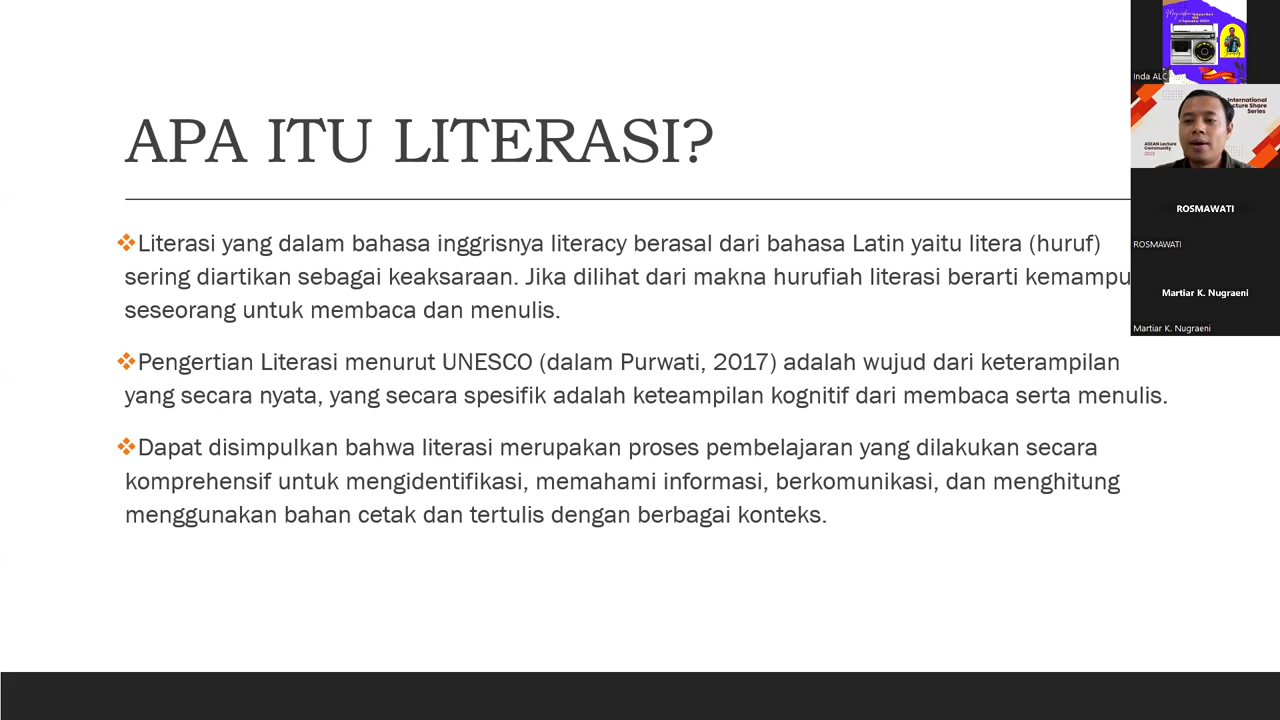 APA ITU LITERASI?
Literasi yang dalam bahasa inggrisnya literacy berasal dari bahasa Latin yaitu litera (huruf)
sering diartikan sebagai keaksaraan. Jika dilihat dari makna hurufiah literasi berarti kemampu
seseorang untuk membaca dan menulis.
Pengertian Literasi menurut UNESCO (dalam Purwati, 2017) adalah wujud dari keterampilan
yang secara nyata, yang secara spesifik adalah keteampilan kognitif dari membaca serta menulis.
Dapat disimpulkan bahwa literasi merupakan proses pembelajaran yang dilakukan secara
komprehensif untuk mengidentifikasi, memahami informasi, berkomunikasi, dan menghitung
menggunakan bahan cetak dan tertulis dengan berbagai konteks.
Inda ALC
International
cture Share
Series
ASEAN Lecture
Community
2023
ROSMAWATI
ROSMAWATI
Martiar K. Nugraeni
Martiar K. Nugraeni